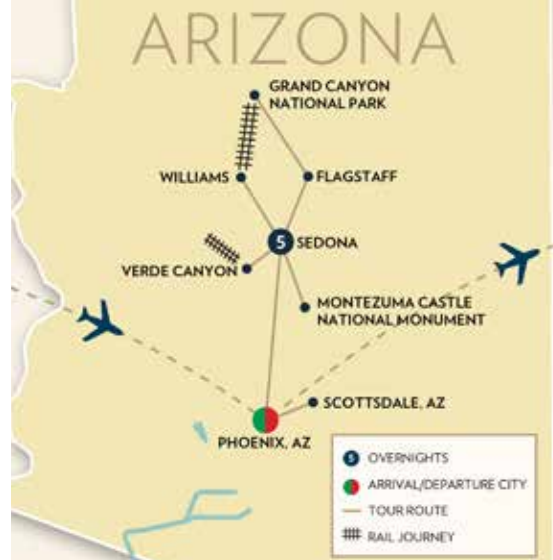 ARIZONA
GRAND CANYON
NATIONAL PARK
WILLIAMS
FLAGSTAFF
5
SEDONA
VERDE CANYON
MONTEZUMA CASTLE
NATIONAL MONUMENT
SCOTTSDALE, AZ
PHOENIX, AZ
5 OVERNIGHTS
ARRIVAL/DEPARTURE CITY
TOUR ROUTE
RAIL JOURNEY